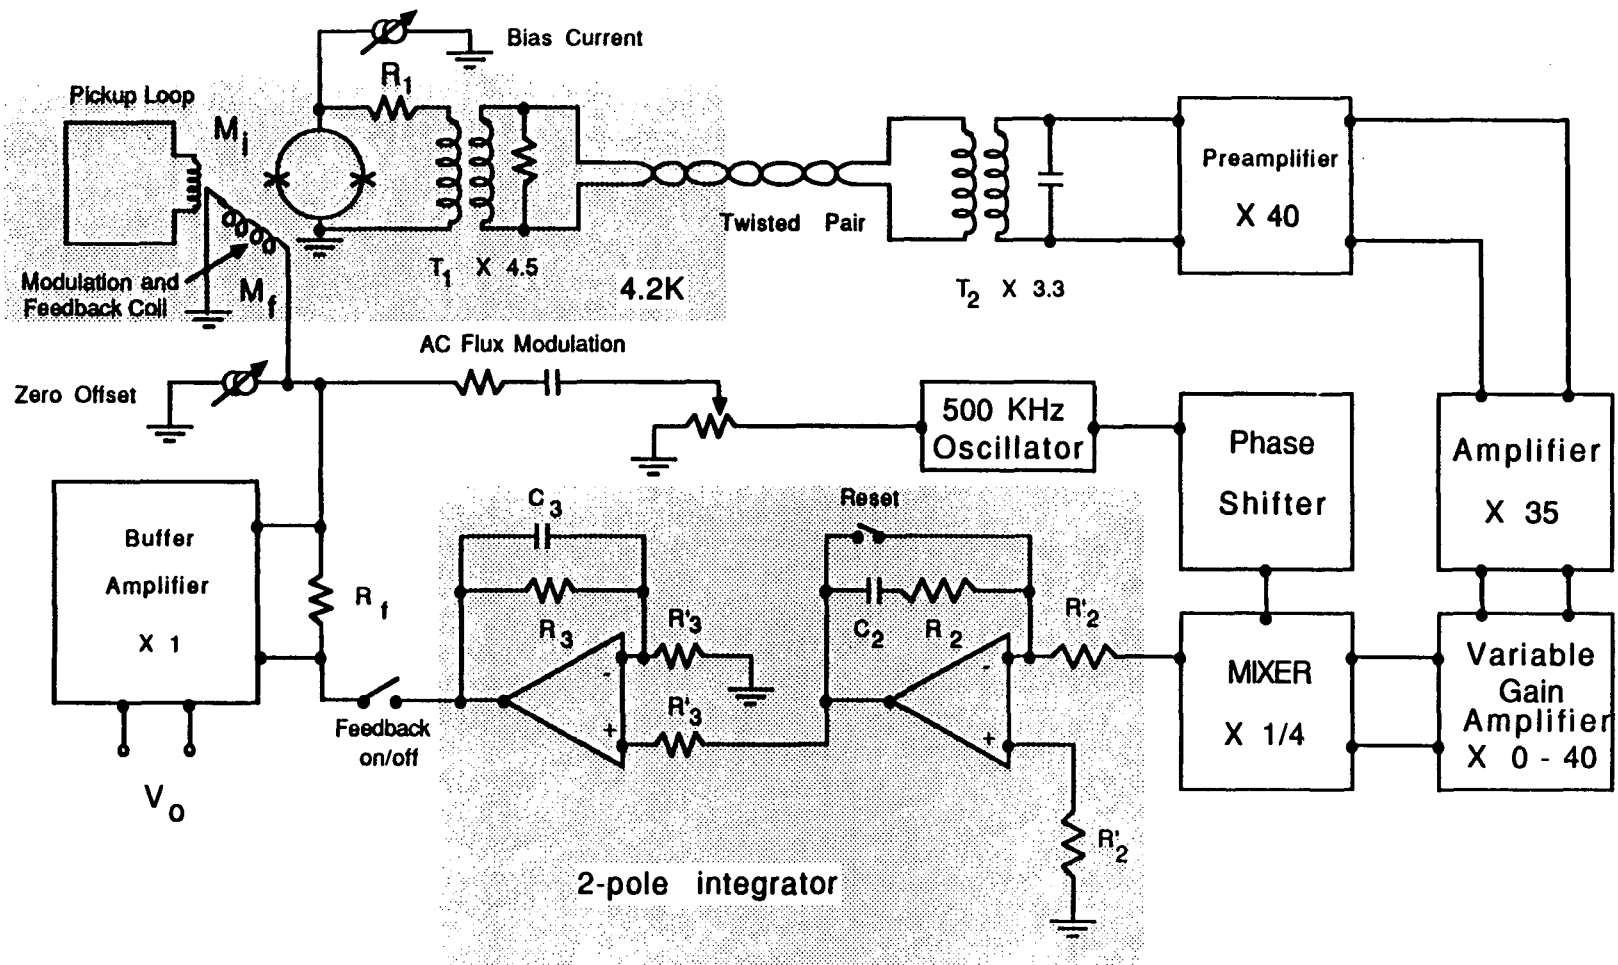 Bias Current
R1
Pickup Loop
Mi
Preamplifier
X 40
Twisted Pair
T1 X 4.5
4.2K
T2 X 3.3
Modulation and
Feedback Coil
Mf
AC Flux Modulation
Zero Offset
500 KHz
Oscillator
Phase
Shifter
Amplifier
X 35
Buffer
Amplifier
X 1
Rf
C3
R3
R'3
R'3
-
+
Reset
C2 R2
R'2
-
+
R'2
MIXER
X 1/4
Variable
Gain
Amplifier
X 0 - 40
Feedback
on/off
Vo
2-pole integrator